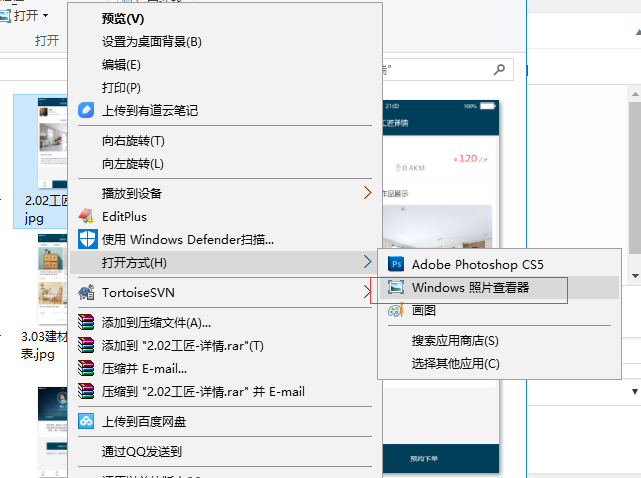 打开
打开
预览(V)
设置为桌面背景(B)
编辑(E)
打印(P)
上传到有道云笔记
向右旋转(T)
向左旋转(L)
播放到设备
EditPlus
使用 Windows Defender扫描...
打开方式(H)
TortoiseSVN
添加到压缩文件(A)...
添加到 "2.02工匠-详情.rar"(T)
压缩并 E-mail...
压缩到 "2.02工匠-详情.rar" 并 E-mail
上传到百度网盘
通过QQ发送到
Adobe Photoshop CS5
Windows 照片查看器
画图
搜索应用商店(S)
选择其他应用(C)
2.02工匠
.jpg
3.03建材
表.jpg
21:00
100%
工匠详情
¥120/㎡
0.4KM
作品展示
预约下单